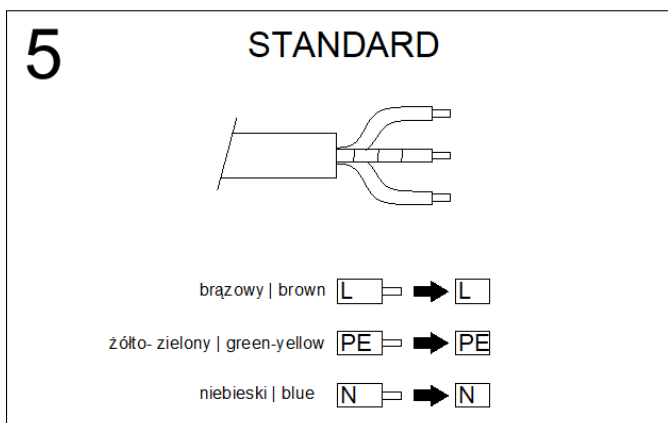 5
STANDARD
brązowy | brown L L
żółto- zielony | green-yellow PE PE
niebieski | blue N N